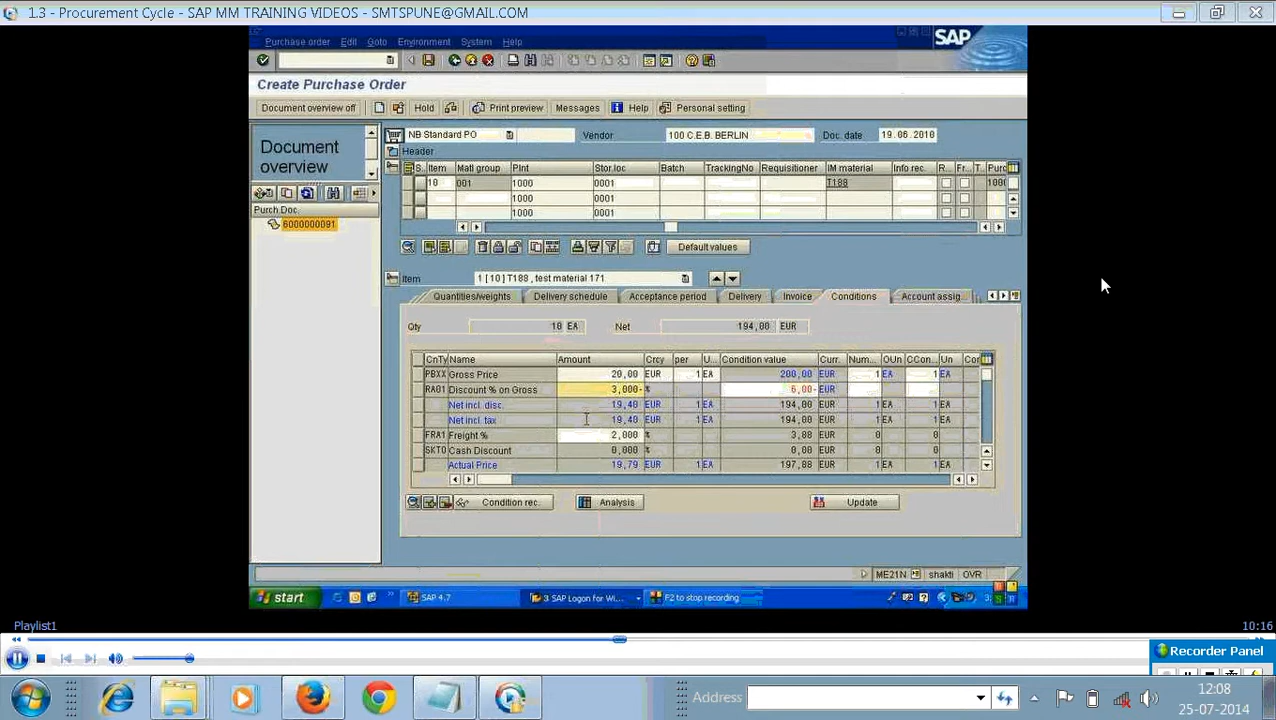 1.3 - Procurement Cycle - SAP MM TRAINING VIDEOS - SMTSPUNE@GMAIL.COM
Purchase order Edit Goto Environment System Help
SAP
Create Purchase Order
Document overview off Hold Print preview Messages Help Personal setting
Document overview
NB Standard PO Vendor 100 C.E.B. BERLIN Doc. date 19.06.2010
Header
S.. Item Matl group Plnt Stor.loc Batch TrackingNo Requisitioner IM material Info rec. R... Fr... T.. Purc
10 001 1000 0001 T188 1000
1000 0001
1000 0001
Purch Doc.
6000000091
Default values
Item 1 [ 10 ] T188 , test material 171
Quantities/weights Delivery schedule Acceptance period Delivery Invoice Conditions Account assig...
Qty 10 EA Net 194,00 EUR
CnTy Name Amount Crcy per U... Condition value Curr. Num... OUn CCon... Un Cor
PBXX Gross Price 20,00 EUR 1 EA 200,00 EUR 1 EA 1 EA
RA01 Discount % on Gross 3,000- % 6,00- EUR
Net incl. disc. 19,40 EUR 1 EA 194,00 EUR 1 EA 1 EA
Net incl. tax 19,40 EUR 1 EA 194,00 EUR 1 EA 1 EA
FRA1 Freight % 2,000 % 3,88 EUR 0 0
SKTO Cash Discount 0,000 % 0,00 EUR 0 0
Actual Price 19,79 EUR 1 EA 197,88 EUR 1 EA 1 EA
Condition rec. Analysis Update
ME21N shakti OVR
start SAP 4.7 3 SAP Logon for Wi... F2 to stop recording
Playlist1 10:16
Recorder Panel
Address
12:08
25-07-2014